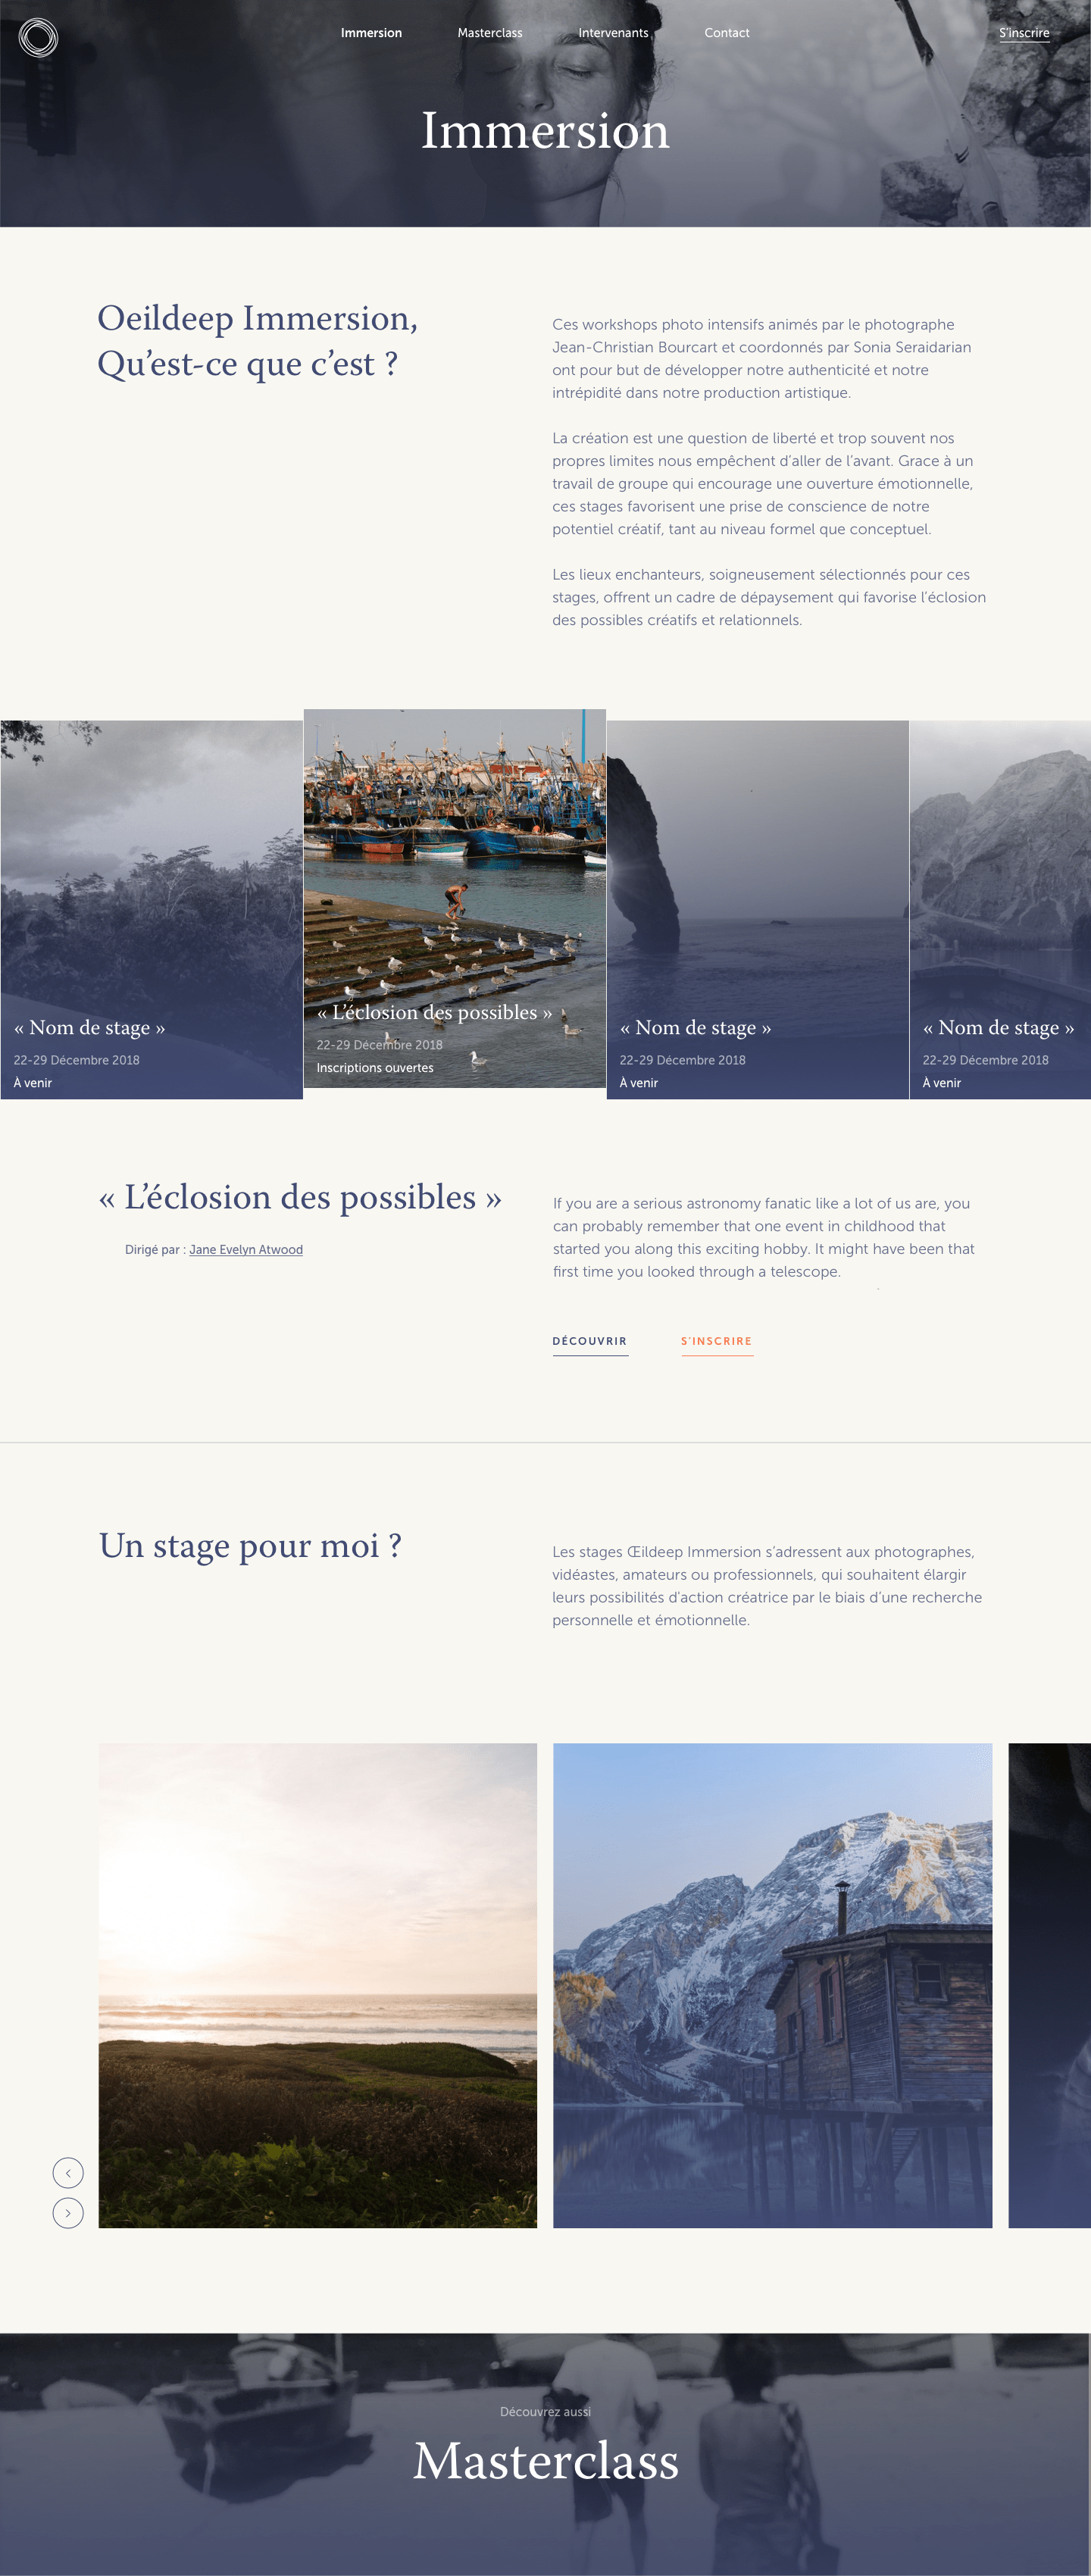 Immersion
Masterclass
Intervenants
Contact
S'inscrire
Immersion
Oeildeep Immersion,
Qu’est-ce que c’est ?
Ces workshops photo intensifs animés par le photographe
Jean-Christian Bourcart et coordonnés par Sonia Seraidarian
ont pour but de développer notre authenticité et notre
intrépidité dans notre production artistique.
La création est une question de liberté et trop souvent nos
propres limites nous empêchent d’aller de l’avant. Grace à un
travail de groupe qui encourage une ouverture émotionnelle,
ces stages favorisent une prise de conscience de notre
potentiel créatif, tant au niveau formel que conceptuel.
Les lieux enchanteurs, soigneusement sélectionnés pour ces
stages, offrent un cadre de dépaysement qui favorise l'éclosion
des possibles créatifs et relationnels.
« Nom de stage »
22-29 Décembre 2018
À venir
« L’éclosion des possibles »
22-29 Décembre 2018
Inscriptions ouvertes
« Nom de stage »
22-29 Décembre 2018
À venir
« Nom de stage »
22-29 Décembre 2018
À venir
« L’éclosion des possibles »
Dirigé par : Jane Evelyn Atwood
If you are a serious astronomy fanatic like a lot of us are, you
can probably remember that one event in childhood that
started you along this exciting hobby. It might have been that
first time you looked through a telescope.
DÉCOUVRIR
S'INSCRIRE
Un stage pour moi ?
Les stages Œildeep Immersion s’adressent aux photographes,
vidéastes, amateurs ou professionnels, qui souhaitent élargir
leurs possibilités d'action créatrice par le biais d’une recherche
personnelle et émotionnelle.
Découvrez aussi
Masterclass